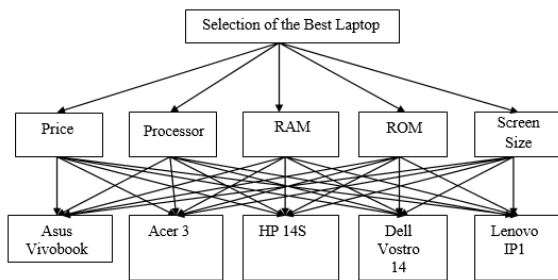 Selection of the Best Laptop
Price
Processor
RAM
ROM
Screen
Size
Asus
Vivobook
Acer 3
HP 14S
Dell
Vostro
14
Lenovo
IP1